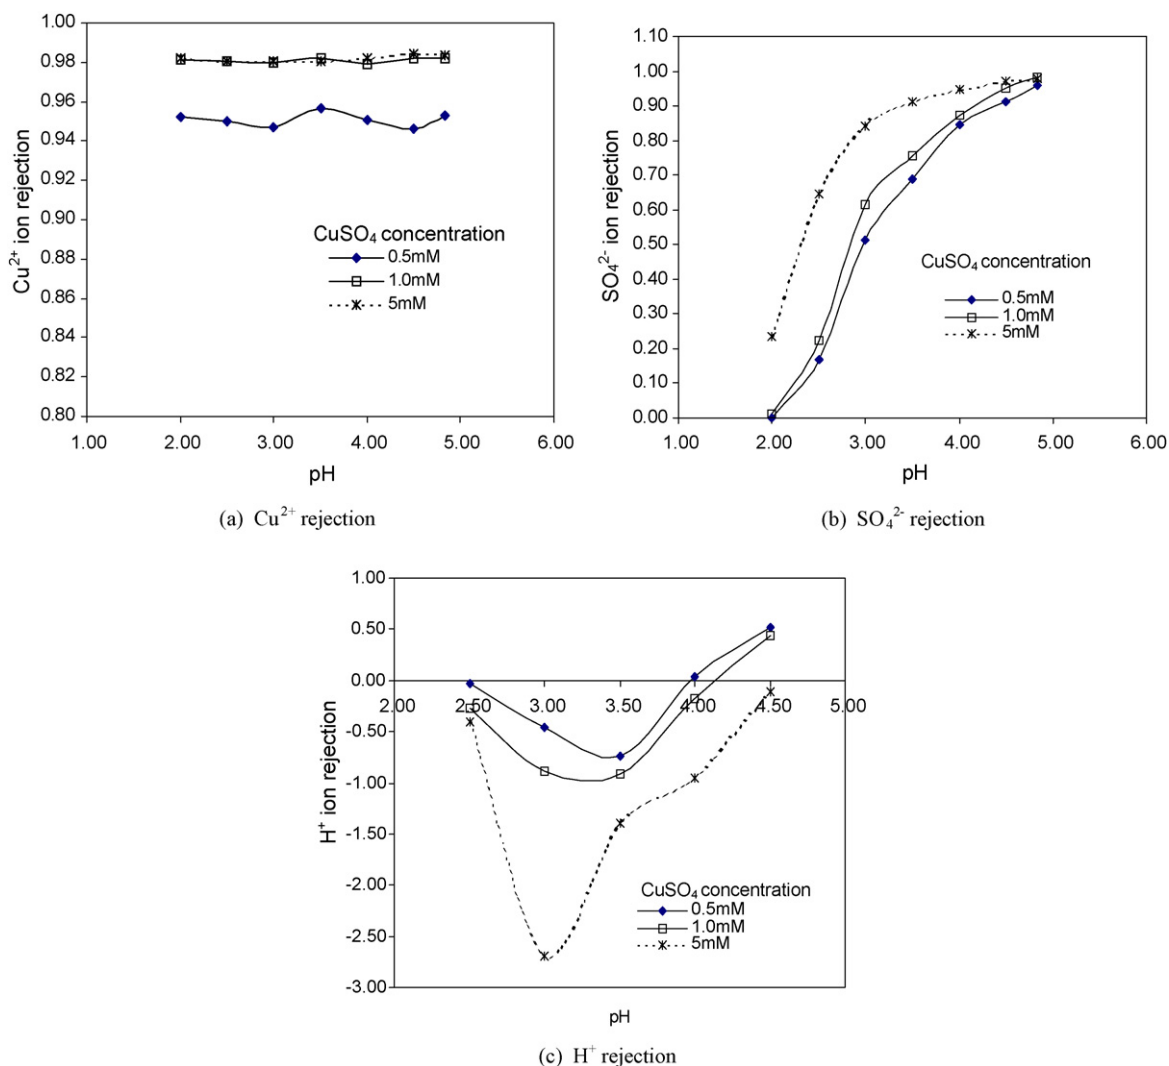 1.00
0.98
0.96
0.94
0.92
0.90
0.88
0.86
0.84
0.82
0.80
Cu²⁺ ion rejection
CuSO₄ concentration
0.5mM
1.0mM
5mM
1.00 2.00 3.00 4.00 5.00 6.00
pH
(a) Cu²⁺ rejection
1.10
1.00
0.90
0.80
0.70
0.60
0.50
0.40
0.30
0.20
0.10
0.00
SO₄²⁻ ion rejection
CuSO₄ concentration
0.5mM
1.0mM
5mM
1.00 2.00 3.00 4.00 5.00 6.00
pH
(b) SO₄²⁻ rejection
1.00
0.50
0.00
-0.50
-1.00
-1.50
-2.00
-2.50
-3.00
H⁺ ion rejection
2.00 2.50 3.00 3.50 4.00 4.50 5.00
CuSO₄ concentration
0.5mM
1.0mM
5mM
pH
(c) H⁺ rejection